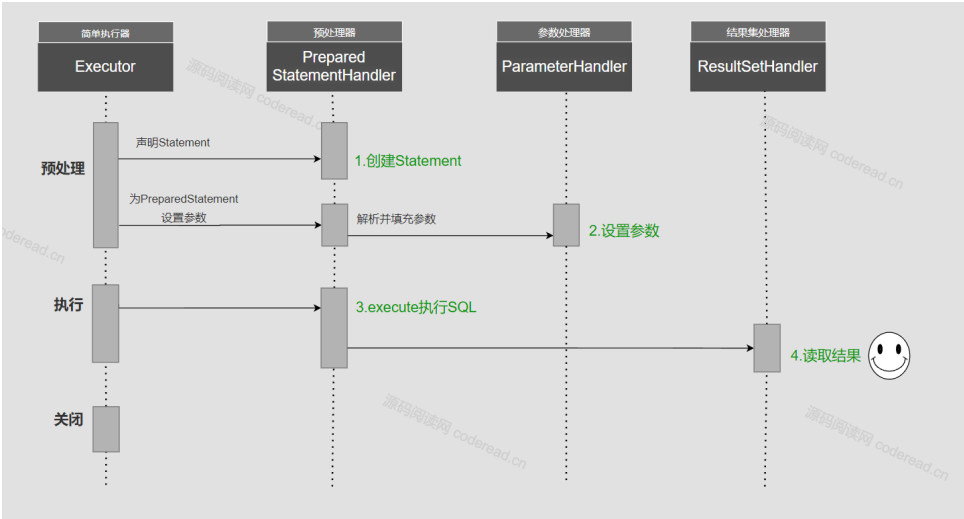 简单执行器
Executor
预处理器
Prepared
StatementHandler
参数处理器
ParameterHandler
结果集处理器
ResultSetHandler
源码阅读网 coderead.cn
源码阅读网 coderead.cn
预处理
声明Statement
1.创建Statement
为PreparedStatement
设置参数
解析并填充参数
2.设置参数
coderead.cn
执行
3.execute执行SQL
4.读取结果
关闭
源码阅读网 coderead.cn
源码阅读网 coderead.cn